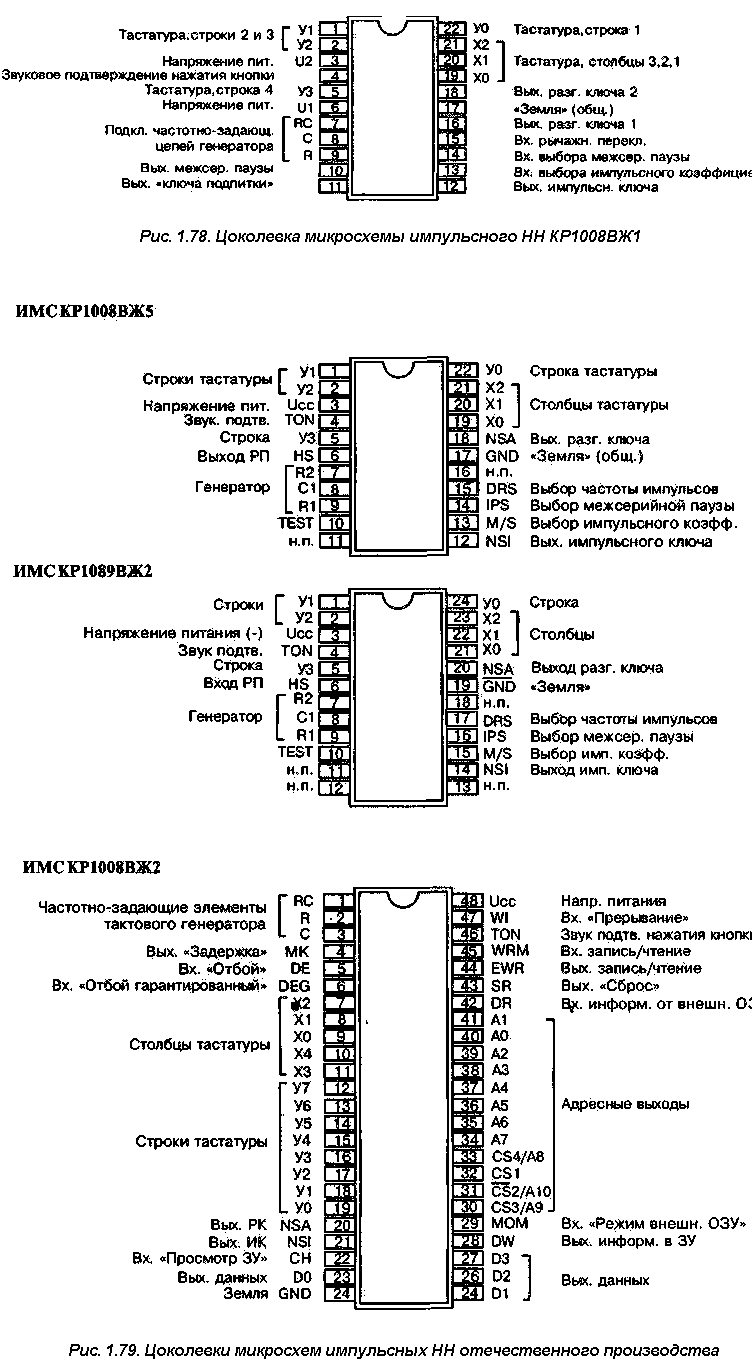 Тастатура,строки 2 и 3 У1 1 22 У0 Тастатура,строка 1
У2 2 21 X2
Напряжение пит. U2 3 20 X1 Тастатура, столбцы 3,2,1
Звуковое подтверждение нажатия кнопки 4 19 X0
Тастатура,строка 4 У3 5 18 Вых. разг. ключа 2
Напряжение пит. U1 6 17 «Земля» (общ.)
Подкл. частотно-задающ. RC 7 16 Вых. разг. ключа 1
цепей генератора C 8 15 Вх. рычажн. перекл.
R 9 14 Вх. выбора межсер. паузы
Вых. межсер. паузы 10 13 Вх. выбора импульсного коэффицие
Вых. «ключа подпитки» 11 12 Вых. импульсн. ключа
Рис. 1.78. Цоколевка микросхемы импульсного НН КР1008ВЖ1
ИМС КР1008ВЖ5
Строки тастатуры У1 1 22 У0 Строка тастатуры
У2 2 21 X2
Напряжение пит. Ucc 3 20 X1 Столбцы тастатуры
Звук. подтв. TON 4 19 X0
Строка У3 5 18 NSA Вых. разг. ключа
Выход РП HS 6 17 GND «Земля» (общ.)
R2 7 16 н.п.
Генератор C1 8 15 DRS Выбор частоты импульсов
R1 9 14 IPS Выбор межсерийной паузы
TEST 10 13 M/S Выбор импульсного коэфф.
н.п. 11 12 NSI Вых. импульсного ключа
ИМС КР1089ВЖ2
Строки У1 1 24 У0 Строка
У2 2 23 X2
Напряжение питания (-) Ucc 3 22 X1 Столбцы
Звук подтв. TON 4 21 X0
Строка У3 5 20 NSA Выход разг. ключа
Вход РП HS 6 19 GND «Земля»
R2 7 18 н.п.
Генератор C1 8 17 DRS Выбор частоты импульсов
R1 9 16 IPS Выбор межсер. паузы
TEST 10 15 M/S Выбор имп. коэфф.
н.п. 11 14 NSI Выход имп. ключа
н.п. 12 13 н.п.
ИМС КР1008ВЖ2
Частотно-задающие элементы RC 1 48 Ucc Напр. питания
тактового генератора R 2 47 WI Вх. «Прерывание»
C 3 46 TON Звук подтв. нажатия кнопки
Вых. «Задержка» MK 4 45 WRM Вх. запись/чтение
Вх. «Отбой» DE 5 44 EWR Вых. запись/чтение
Вх. «Отбой гарантированный» DEG 6 43 SR Вых. «Сброс»
X2 7 42 DR Вх. информ. от внешн. ОЗ
X1 8 41 A1
X0 9 40 A0
Столбцы тастатуры X4 10 39 A2
X3 11 38 A3
У7 12 37 A4
У6 13 36 A5 Адресные выходы
У5 14 35 A6
Строки тастатуры У4 15 34 A7
У3 16 33 CS4/A8
У2 17 32 CS1
У1 18 31 CS2/A10
У0 19 30 CS3/A9
Вых. РК NSA 20 29 MOM Вх. «Режим внешн. ОЗУ»
Вых. ИК NSI 21 28 DW Вых. информ. в ЗУ
Вх. «Просмотр ЗУ» CH 22 27 D3
Вых. данных D0 23 26 D2 Вых. данных
Земля GND 24 24 D1
Рис. 1.79. Цоколевки микросхем импульсных НН отечественного производства